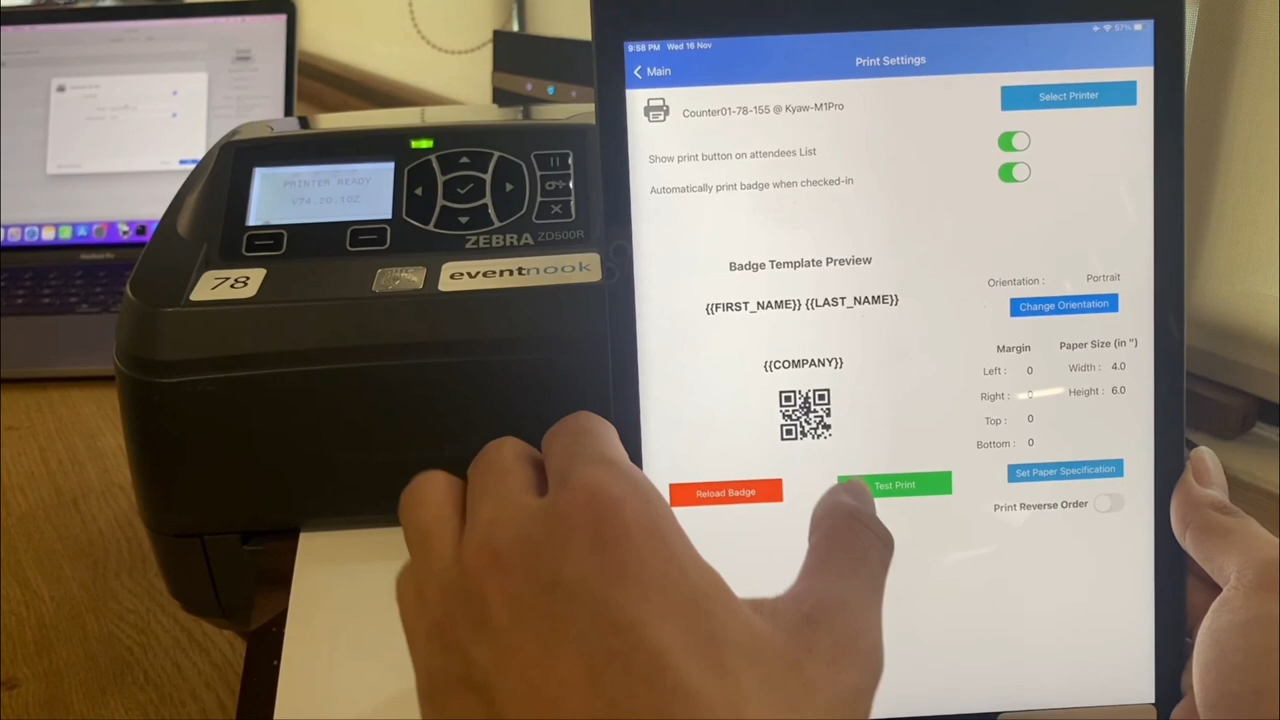 9:58 PM Wed 16 Nov
57%
Main
Print Settings
Counter01-78-155 @ Kyaw-M1Pro
Select Printer
Show print button on attendees List
Automatically print badge when checked-in
Badge Template Preview
{{FIRST_NAME}} {{LAST_NAME}}
{{COMPANY}}
Orientation : Portrait
Change Orientation
Margin Paper Size (in ")
Left : 0 Width : 4.0
Right : 0 Height : 6.0
Top : 0
Bottom : 0
Set Paper Specification
Reload Badge
Test Print
Print Reverse Order
PRINTER READY
V74.20.10Z
ZEBRA ZD500R
78
eventnook